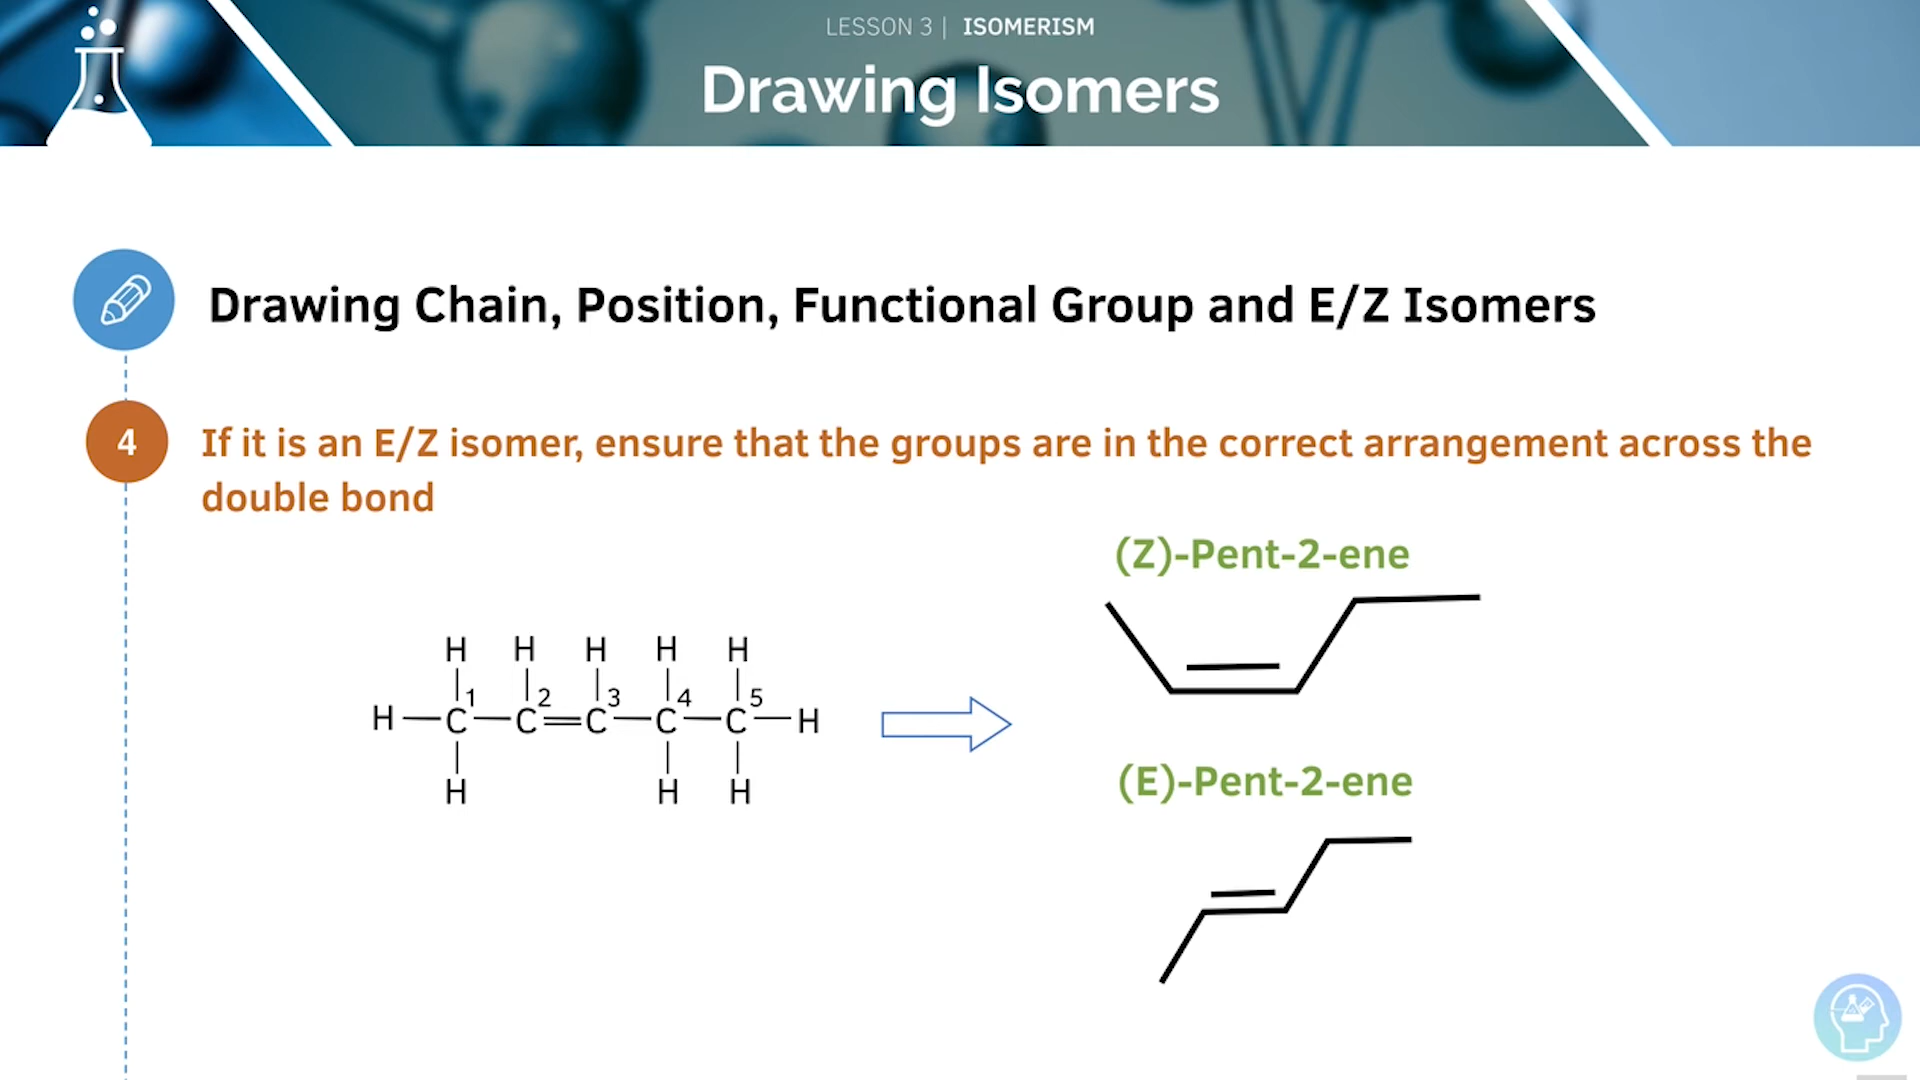 LESSON 3 | ISOMERISM
Drawing Isomers
Drawing Chain, Position, Functional Group and E/Z Isomers
4
If it is an E/Z isomer, ensure that the groups are in the correct arrangement across the
double bond
(Z)-Pent-2-ene
H H H H H
1 2 3 4 5
H C C C C C H
H H H
(E)-Pent-2-ene